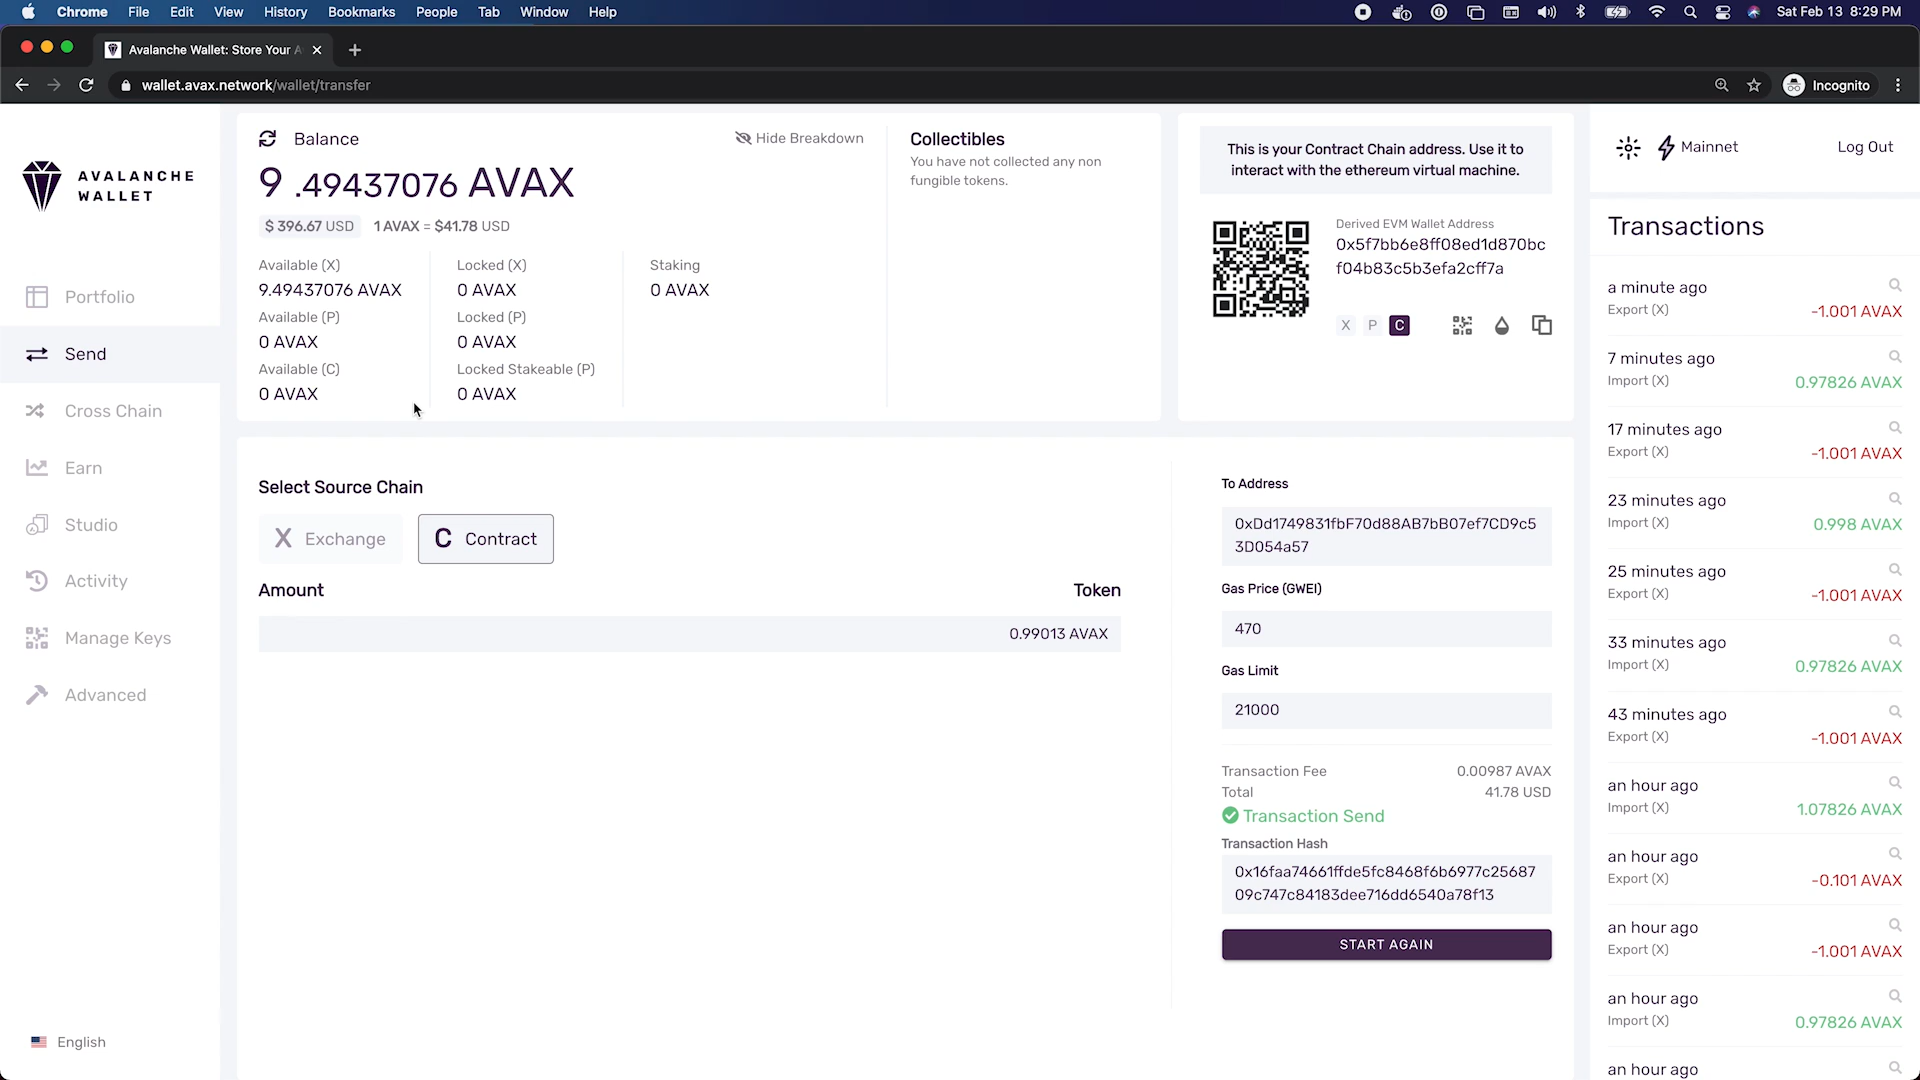 Chrome File Edit View History Bookmarks People Tab Window Help
Sat Feb 13 8:29 PM
Avalanche Wallet: Store Your A
wallet.avax.network/wallet/transfer
Incognito
AVALANCHE
WALLET
Portfolio
Send
Cross Chain
Earn
Studio
Activity
Manage Keys
Advanced
English
Balance
Hide Breakdown
9 .49437076 AVAX
$ 396.67 USD 1 AVAX = $41.78 USD
Available (X)
9.49437076 AVAX
Available (P)
0 AVAX
Available (C)
0 AVAX
Locked (X)
0 AVAX
Locked (P)
0 AVAX
Locked Stakeable (P)
0 AVAX
Staking
0 AVAX
Collectibles
You have not collected any non
fungible tokens.
This is your Contract Chain address. Use it to
interact with the ethereum virtual machine.
Derived EVM Wallet Address
0x5f7bb6e8ff08ed1d870bc
f04b83c5b3efa2cff7a
X P C
Select Source Chain
X Exchange
C Contract
Amount Token
0.99013 AVAX
To Address
0xDd1749831fbF70d88AB7bB07ef7CD9c5
3D054a57
Gas Price (GWEI)
470
Gas Limit
21000
Transaction Fee 0.00987 AVAX
Total 41.78 USD
Transaction Send
Transaction Hash
0x16faa74661ffde5fc8468f6b6977c25687
09c747c84183dee716dd6540a78f13
START AGAIN
Mainnet
Log Out
Transactions
a minute ago
Export (X) -1.001 AVAX
7 minutes ago
Import (X) 0.97826 AVAX
17 minutes ago
Export (X) -1.001 AVAX
23 minutes ago
Import (X) 0.998 AVAX
25 minutes ago
Export (X) -1.001 AVAX
33 minutes ago
Import (X) 0.97826 AVAX
43 minutes ago
Export (X) -1.001 AVAX
an hour ago
Import (X) 1.07826 AVAX
an hour ago
Export (X) -0.101 AVAX
an hour ago
Export (X) -1.001 AVAX
an hour ago
Import (X) 0.97826 AVAX
an hour ago